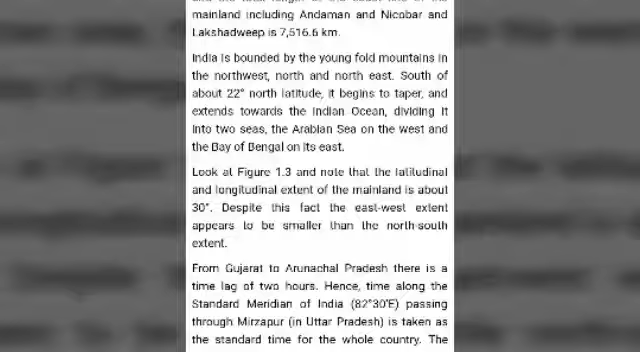 mainland including Andaman and Nicobar and
Lakshadweep is 7,516.6 km.
India is bounded by the young fold mountains in
the northwest, north and north east. South of
about 22° north latitude, it begins to taper, and
extends towards the Indian Ocean, dividing it
into two seas, the Arabian Sea on the west and
the Bay of Bengal on its east.
Look at Figure 1.3 and note that the latitudinal
and longitudinal extent of the mainland is about
30°. Despite this fact the east-west extent
appears to be smaller than the north-south
extent.
From Gujarat to Arunachal Pradesh there is a
time lag of two hours. Hence, time along the
Standard Meridian of India (82°30'E) passing
through Mirzapur (in Uttar Pradesh) is taken as
the standard time for the whole country. The